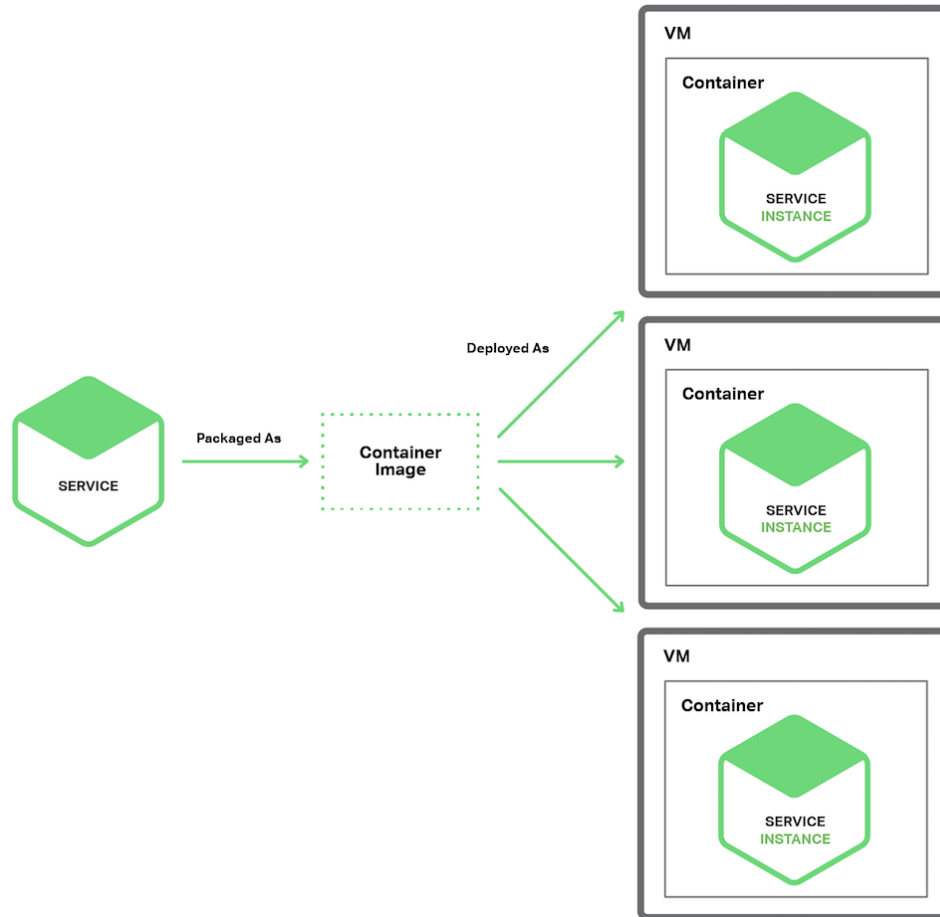 VM
Container
SERVICE
INSTANCE
Deployed As
VM
Container
Packaged As
Container
Image
SERVICE
SERVICE
INSTANCE
VM
Container
SERVICE
INSTANCE